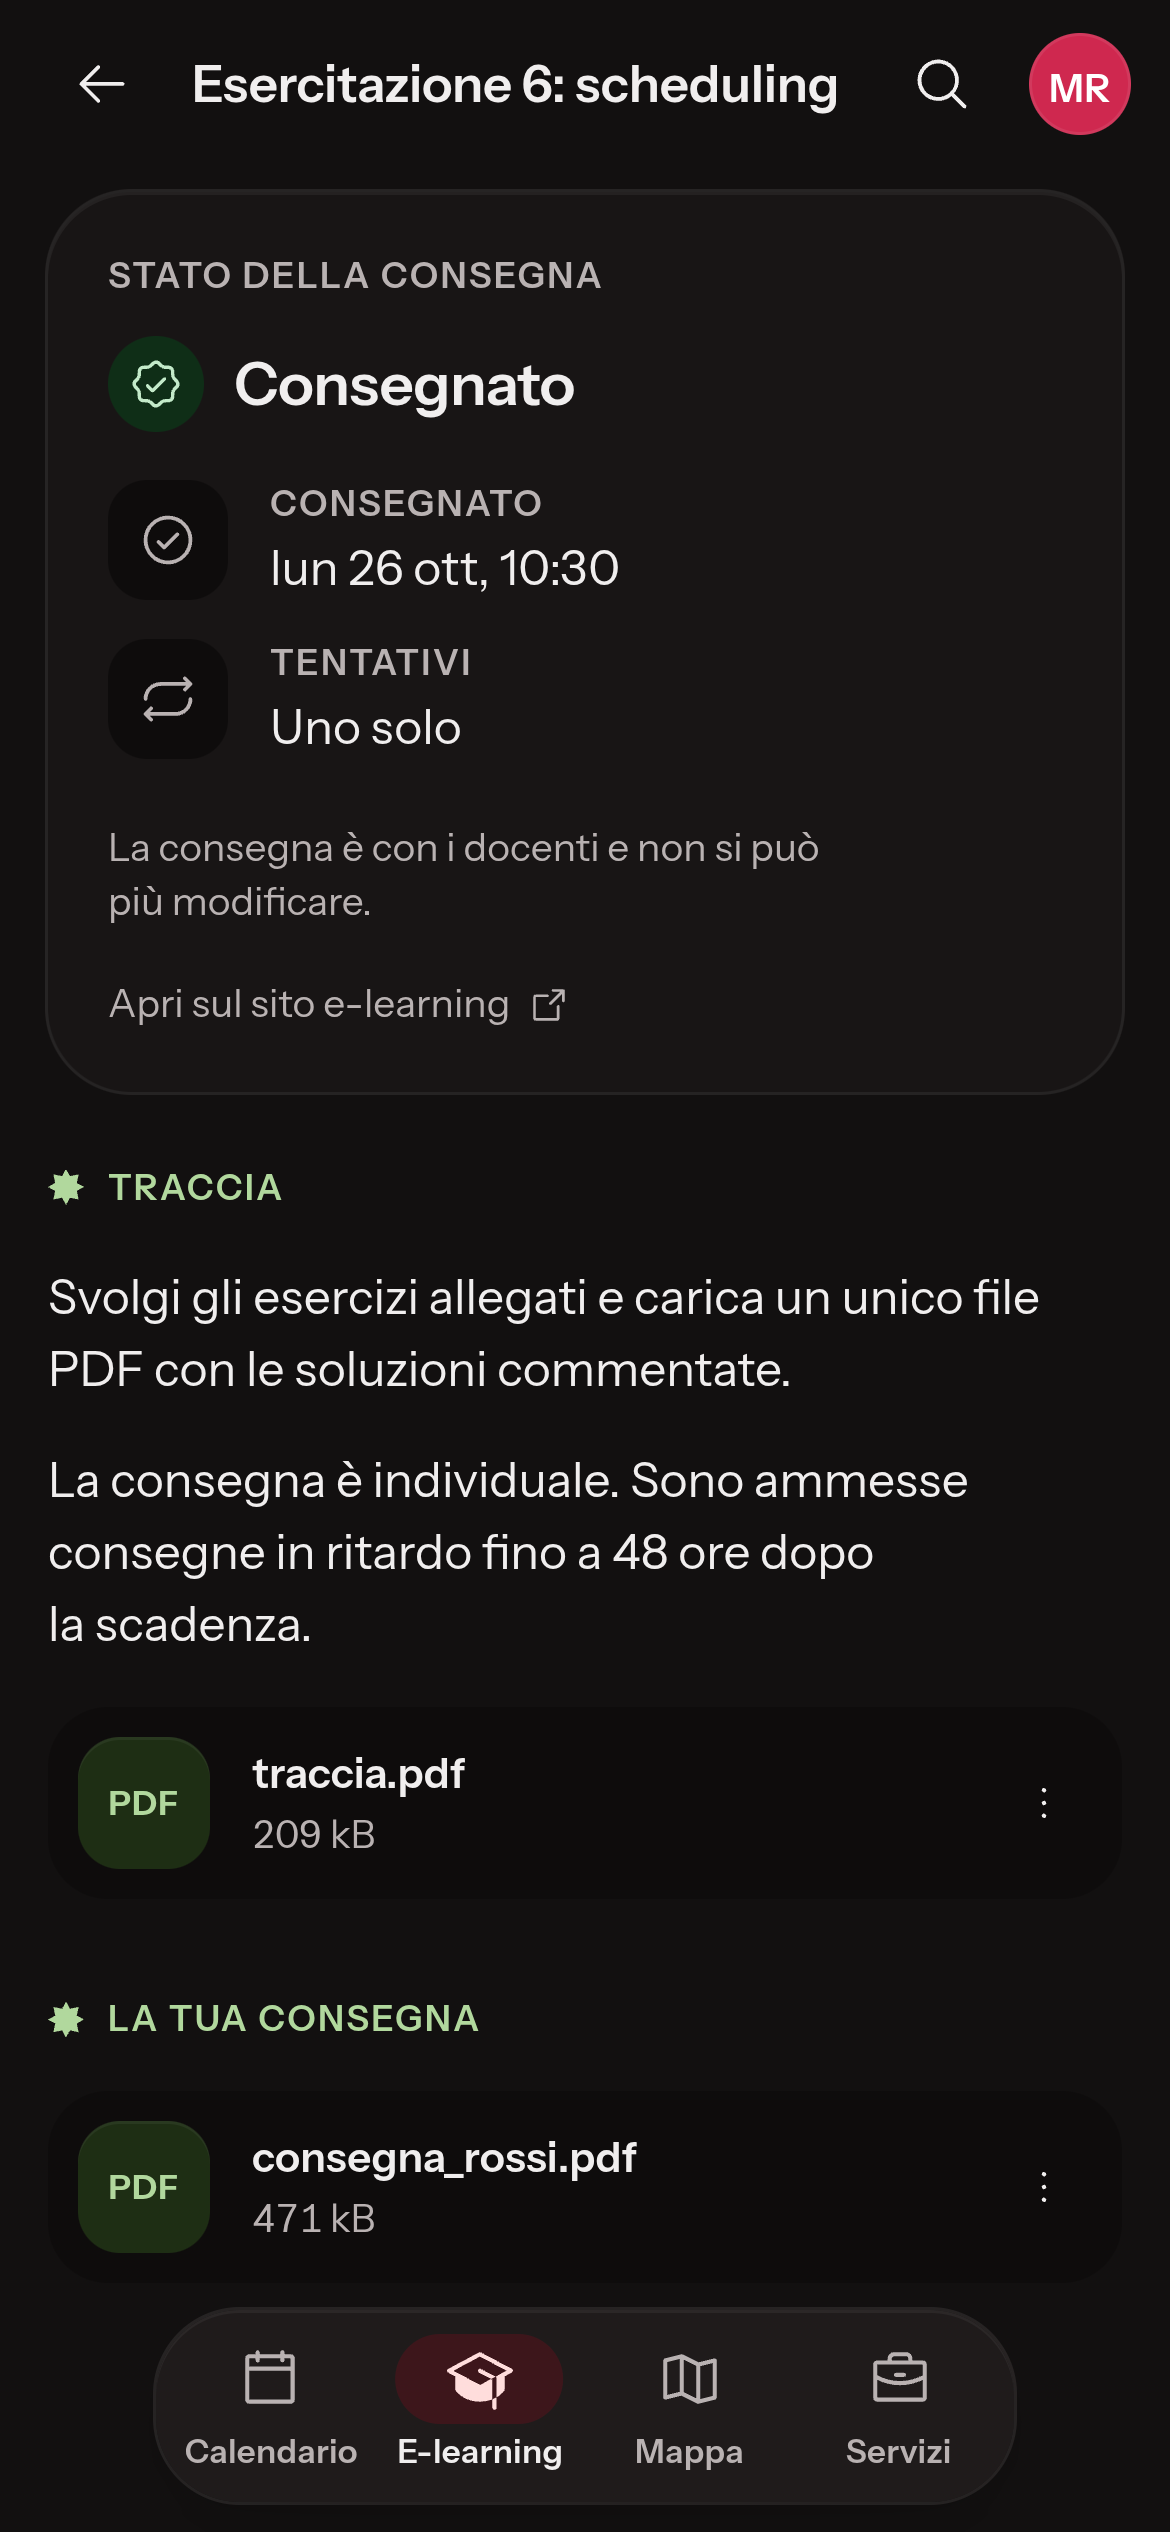 Esercitazione 6: scheduling
MR
STATO DELLA CONSEGNA
Consegnato
CONSEGNATO
lun 26 ott, 10:30
TENTATIVI
Uno solo
La consegna è con i docenti e non si può
più modificare.
Apri sul sito e-learning
TRACCIA
Svolgi gli esercizi allegati e carica un unico file
PDF con le soluzioni commentate.
La consegna è individuale. Sono ammesse
consegne in ritardo fino a 48 ore dopo
la scadenza.
PDF
traccia.pdf
209 kB
LA TUA CONSEGNA
PDF
consegna_rossi.pdf
471 kB
Calendario
E-learning
Mappa
Servizi